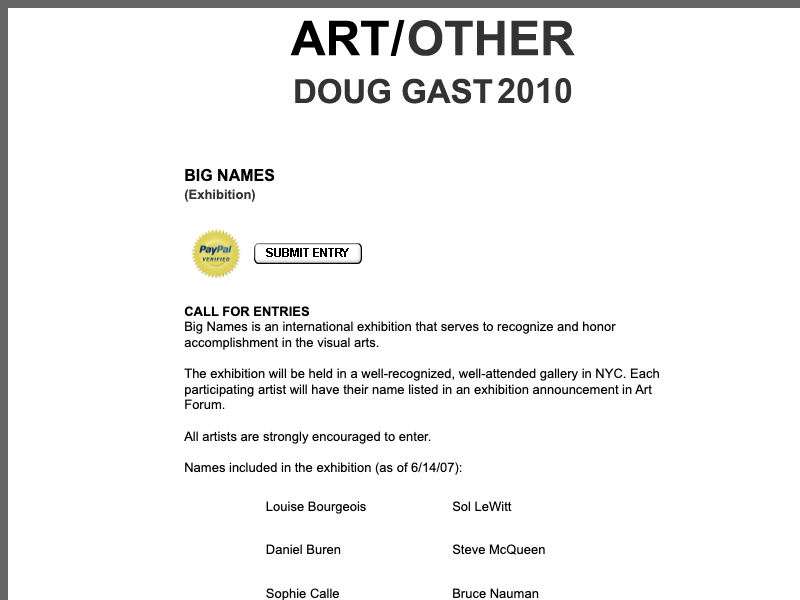 ART/OTHER
DOUG GAST 2010
BIG NAMES
(Exhibition)
PayPal
VERIFIED
SUBMIT ENTRY
CALL FOR ENTRIES
Big Names is an international exhibition that serves to recognize and honor
accomplishment in the visual arts.
The exhibition will be held in a well-recognized, well-attended gallery in NYC. Each
participating artist will have their name listed in an exhibition announcement in Art
Forum.
All artists are strongly encouraged to enter.
Names included in the exhibition (as of 6/14/07):
Louise Bourgeois Sol LeWitt
Daniel Buren Steve McQueen
Sophie Calle Bruce Nauman